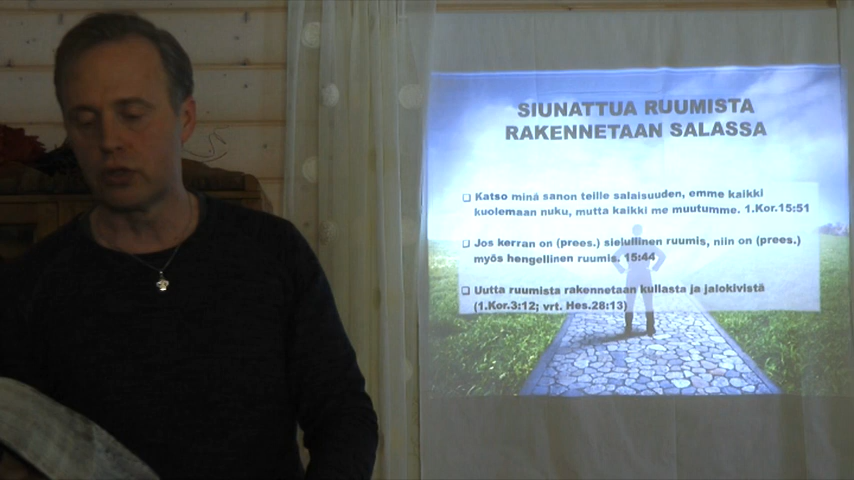 SIUNATTUA RUUMISTA
RAKENNETAAN SALASSA
Katso minä sanon teille salaisuuden, emme kaikki
kuolemaan nuku, mutta kaikki me muutumme. 1.Kor.15:51
Jos kerran on (prees.) sielullinen ruumis, niin on (prees.)
myös hengellinen ruumis. 15:44
Uutta ruumista rakennetaan kullasta ja jalokivistä
(1.Kor.3:12; vrt. Hes.28:13)